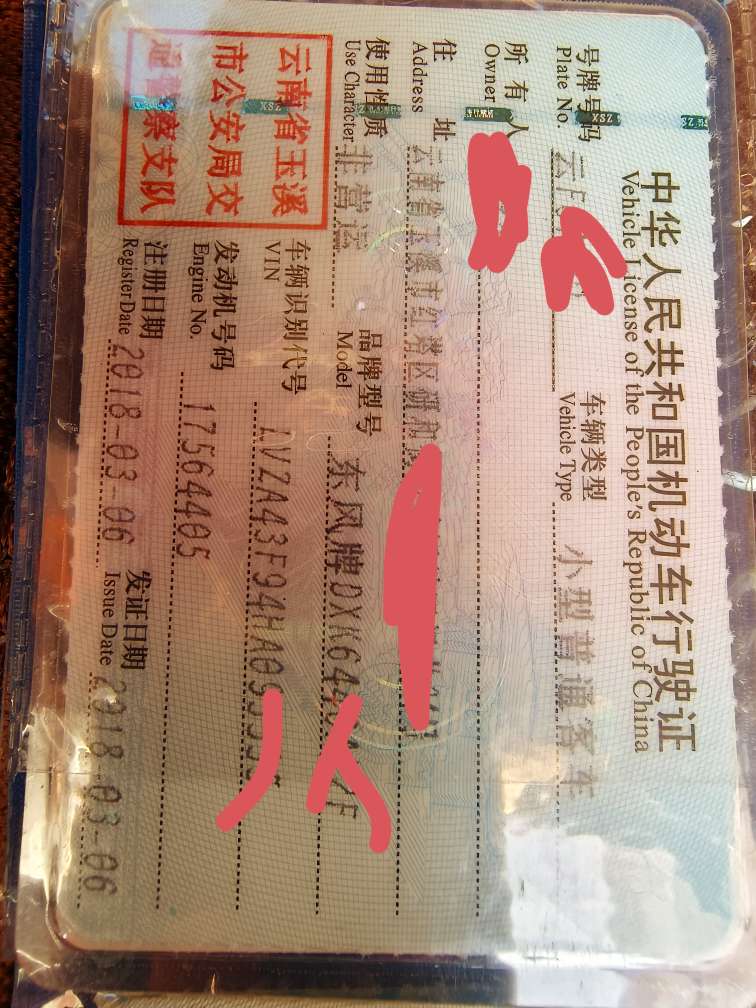 中华人民共和国机动车行驶证
Vehicle License of the People's Republic of China
号牌号码 云F
Plate No.
车辆类型 小型普通客车
Vehicle Type
所有人
Owner
住址 云南省玉溪市红塔区研和
Address
使用性质 非营运
Use Character
品牌型号 东风牌DXK64
Model
车辆识别代号 LVZA43F94HA0
VIN
发动机号码 17564405
Engine No.
注册日期 2018-03-06
Register Date
发证日期 2018-03-06
Issue Date
云南省玉溪
市公安局交
通警察支队